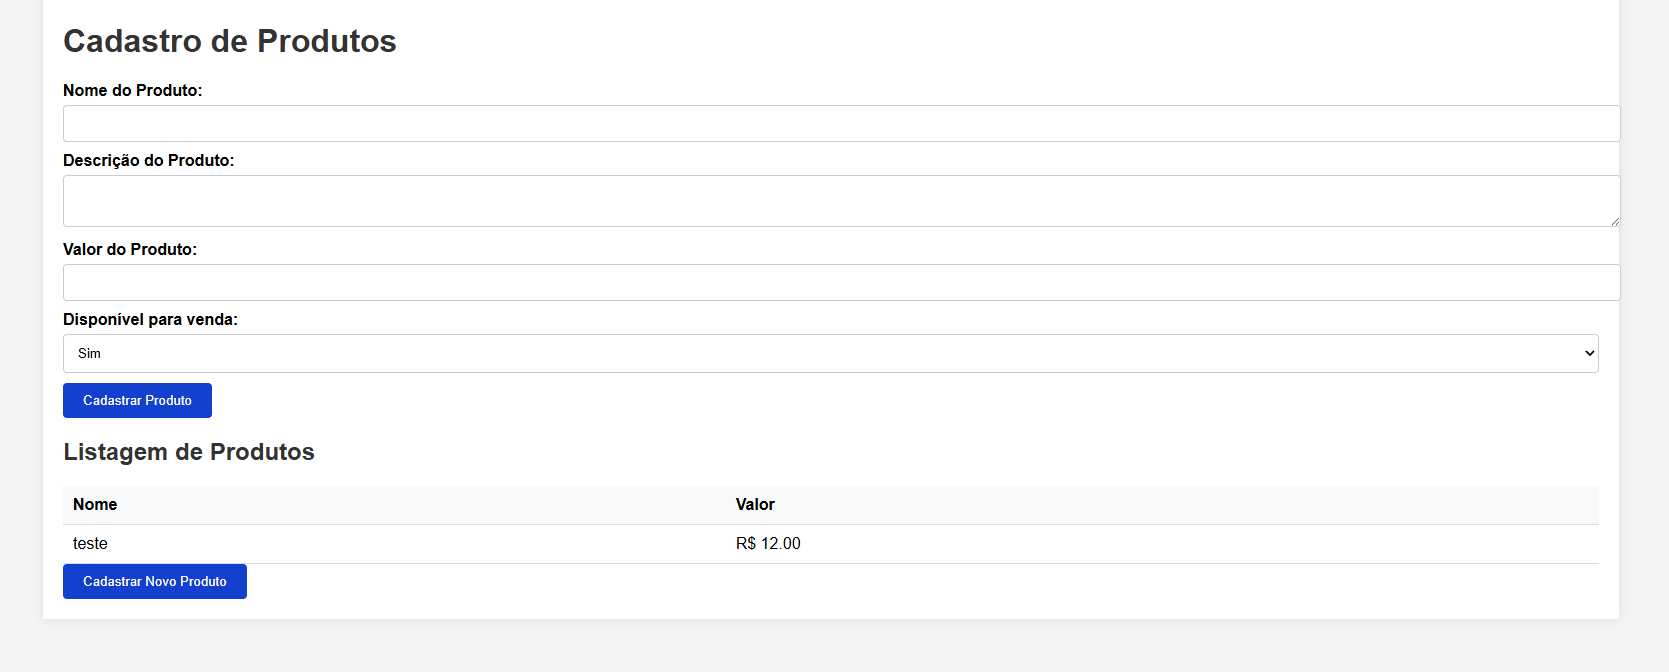 Cadastro de Produtos
Nome do Produto:
Descrição do Produto:
Valor do Produto:
Disponível para venda:
Sim
Cadastrar Produto
Listagem de Produtos
Nome Valor
teste R$ 12.00
Cadastrar Novo Produto